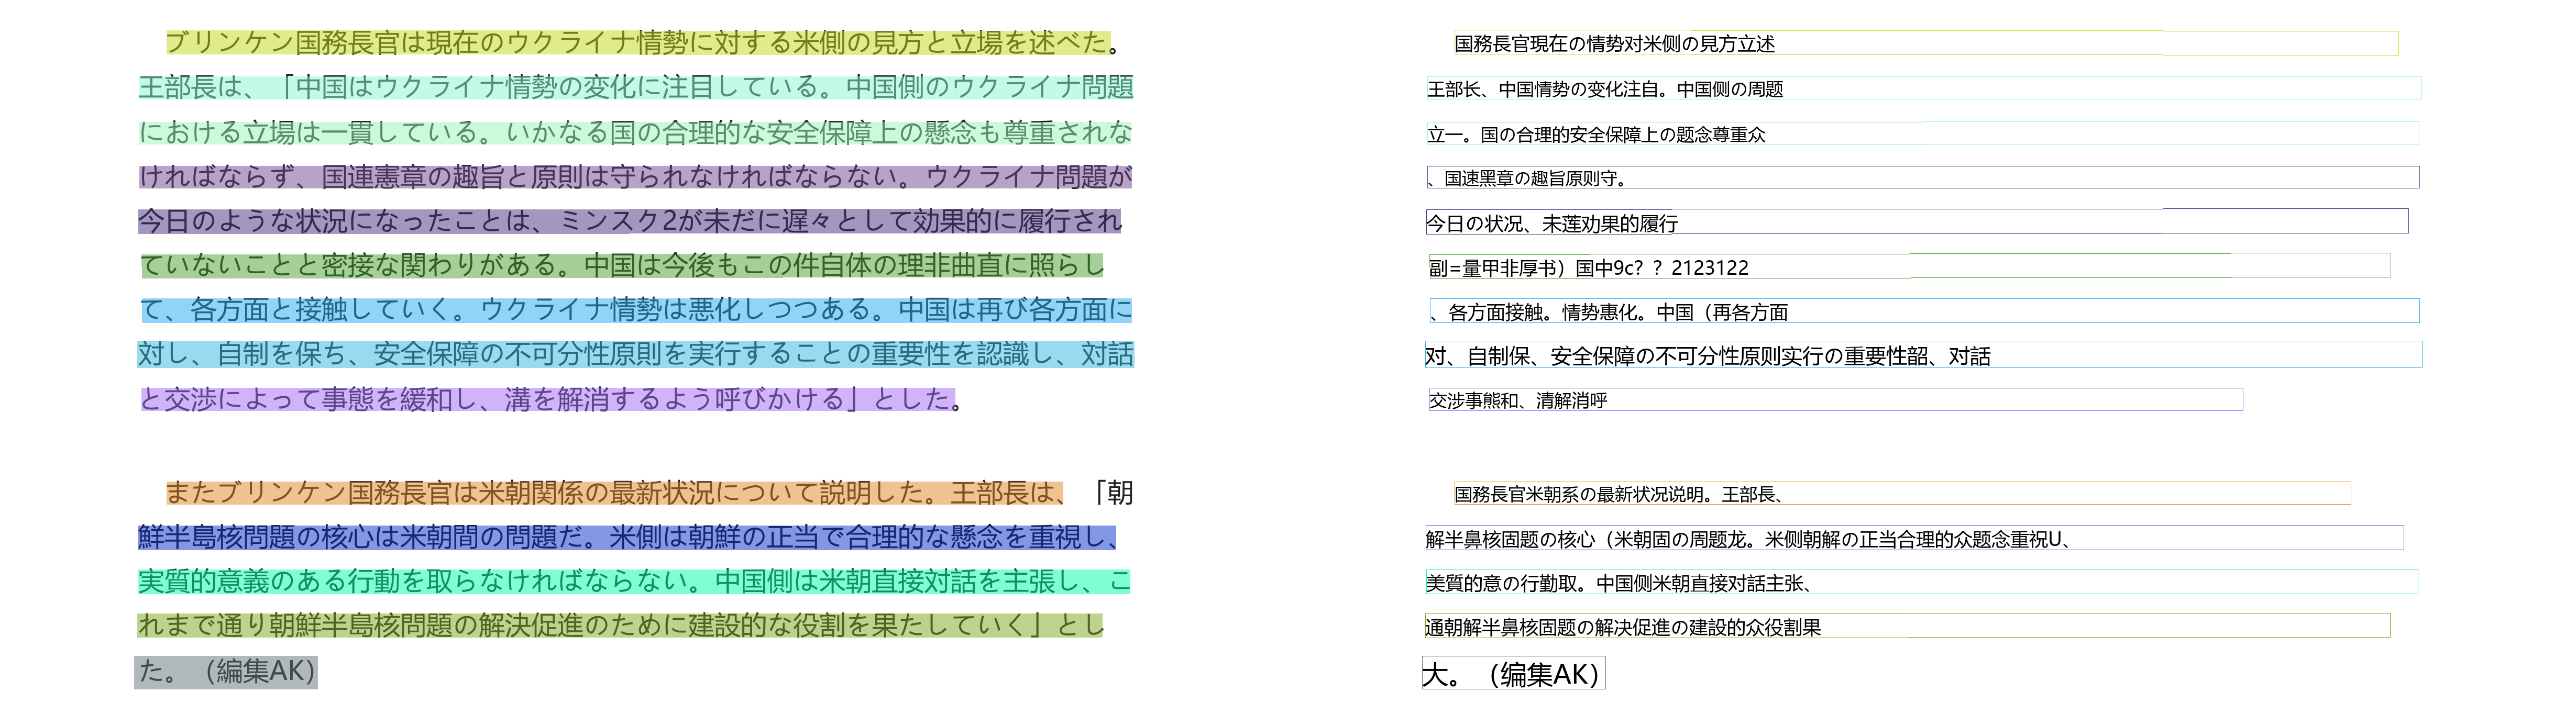 ブリンケン国務長官は現在のウクライナ情勢に対する米側の見方と立場を述べた。
王部長は、「中国はウクライナ情勢の変化に注目している。中国側のウクライナ問題
における立場は一貫している。いかなる国の合理的な安全保障上の懸念も尊重されな
ければならず、国連憲章の趣旨と原則は守られなければならない。ウクライナ問題が
今日のような状況になったことは、ミンスク2が未だに遅々として効果的に履行され
ていないことと密接な関わりがある。中国は今後もこの件自体の理非曲直に照らし
て、各方面と接触していく。ウクライナ情勢は悪化しつつある。中国は再び各方面に
対し、自制を保ち、安全保障の不可分性原則を実行することの重要性を認識し、対話
と交渉によって事態を緩和し、溝を解消するよう呼びかける」とした。
またブリンケン国務長官は米朝関係の最新状況について説明した。王部長は、「朝
鮮半島核問題の核心は米朝間の問題だ。米側は朝鮮の正当で合理的な懸念を重視し、
実質的意義のある行動を取らなければならない。中国側は米朝直接対話を主張し、こ
れまで通り朝鮮半島核問題の解決促進のために建設的な役割を果たしていく」とし
た。（編集AK）
国務長官現在の情势对米侧の見方立述
王部长、中国情势の変化注自。中国侧の周题
立一。国の合理的安全保障上の题念尊重众
、国速黑章の趣旨原则守。
今日の状况、未莲劝果的履行
副=量甲非厚书）国中9c？？2123122
、各方面接触。情势惠化。中国（再各方面
对、自制保、安全保障の不可分性原则実行の重要性韶、对話
交涉事熊和、清解消呼
国務長官米朝系の最新状况说明。王部長、
解半鼻核固题の核心（米朝固の周题龙。米侧朝解の正当合理的众题念重祝U、
美質的意の行勤取。中国侧米朝直接対話主张、
通朝解半鼻核固题の解决促進の建設的众役割果
大。（编集AK）